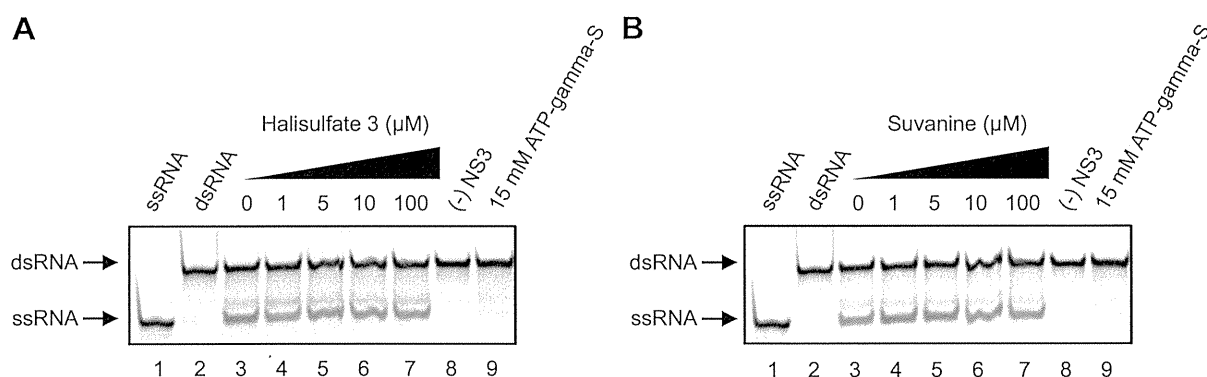 A
Halisulfate 3 (µM)
ssRNA
dsRNA
0 1 5 10 100
(-) NS3
15 mM ATP-gamma-S
dsRNA
ssRNA
1 2 3 4 5 6 7 8 9
B
Suvanine (µM)
ssRNA
dsRNA
0 1 5 10 100
(-) NS3
15 mM ATP-gamma-S
dsRNA
ssRNA
1 2 3 4 5 6 7 8 9